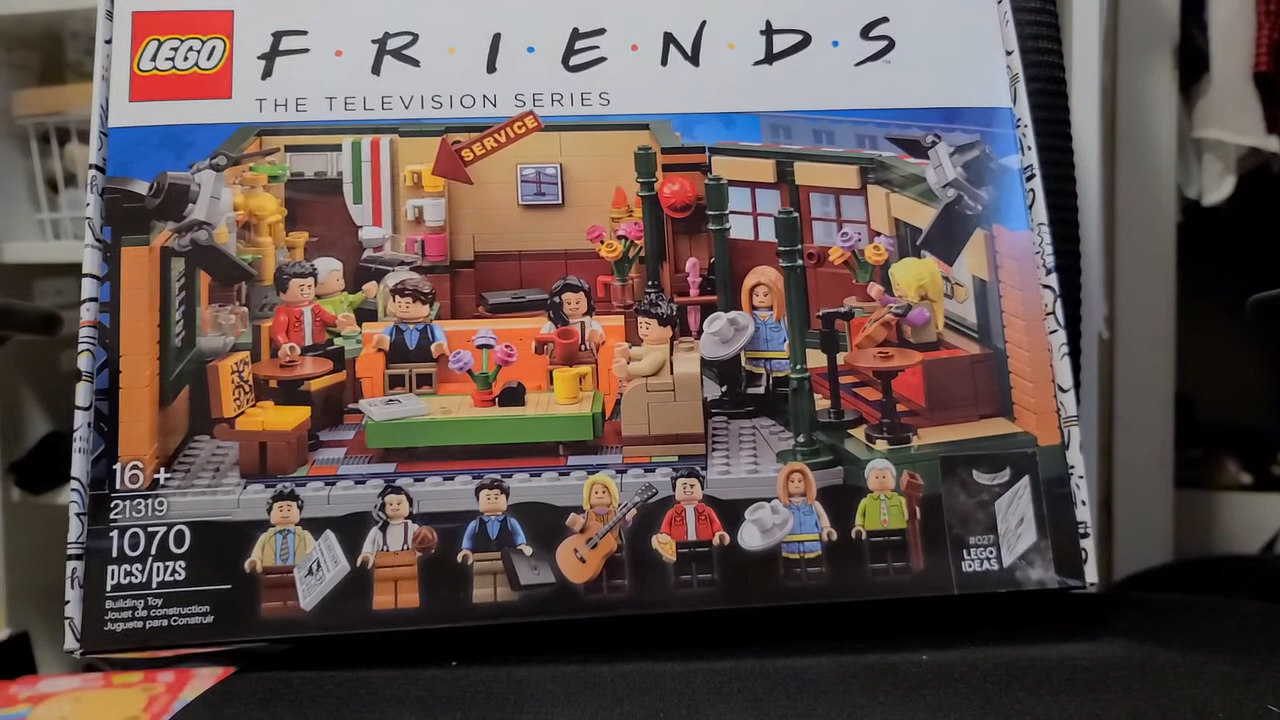 LEGO
F·R·I·E·N·D·S
THE TELEVISION SERIES
SERVICE
16+
21319
1070
pcs/pzs
Building Toy
Jouet de construction
Juguete para Construir
#027
LEGO
IDEAS